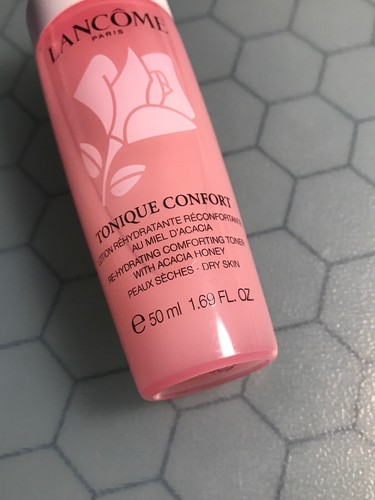 LANCÔME
PARIS
TONIQUE CONFORT
LOTION RÉHYDRATANTE RÉCONFORTANTE
AU MIEL D'ACACIA
RE-HYDRATING COMFORTING TONER
WITH ACACIA HONEY
PEAUX SÈCHES - DRY SKIN
e 50 ml 1.69 FL. OZ.